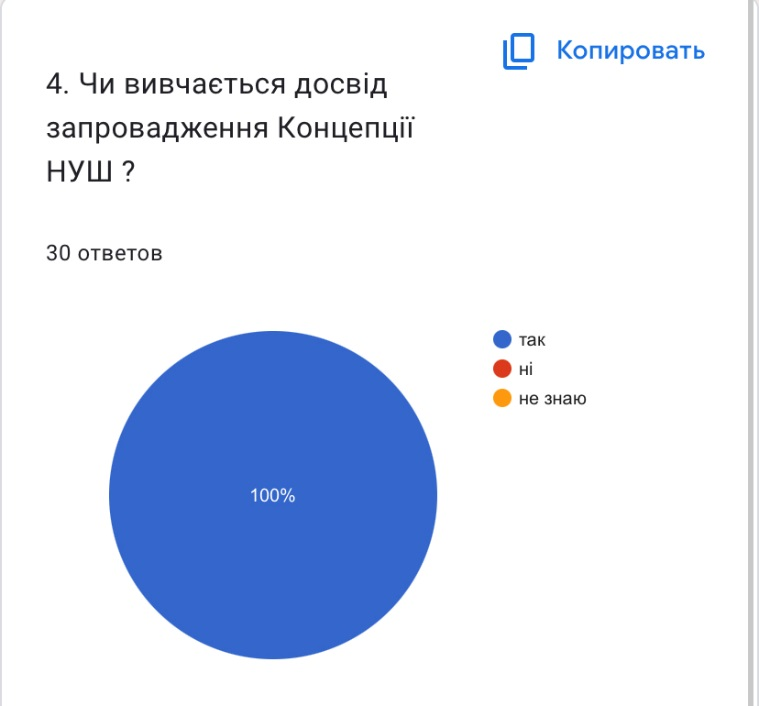 Копировать
4. Чи вивчається досвід
запровадження Концепції
НУШ ?
30 ответов
так
ні
не знаю
100%